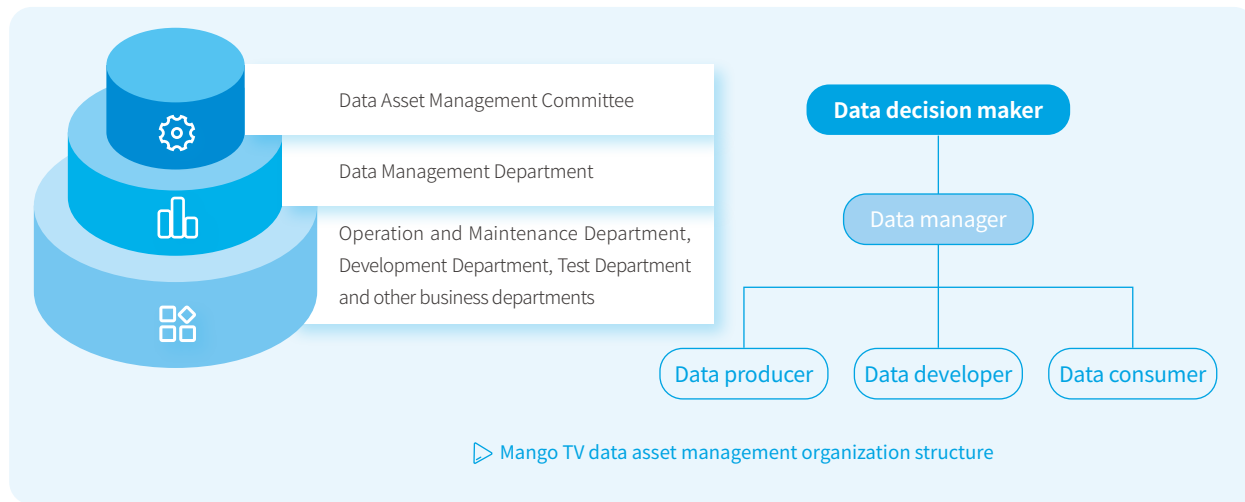 Data Asset Management Committee
Data Management Department
Operation and Maintenance Department,
Development Department, Test Department
and other business departments
Data decision maker
Data manager
Data producer
Data developer
Data consumer
Mango TV data asset management organization structure